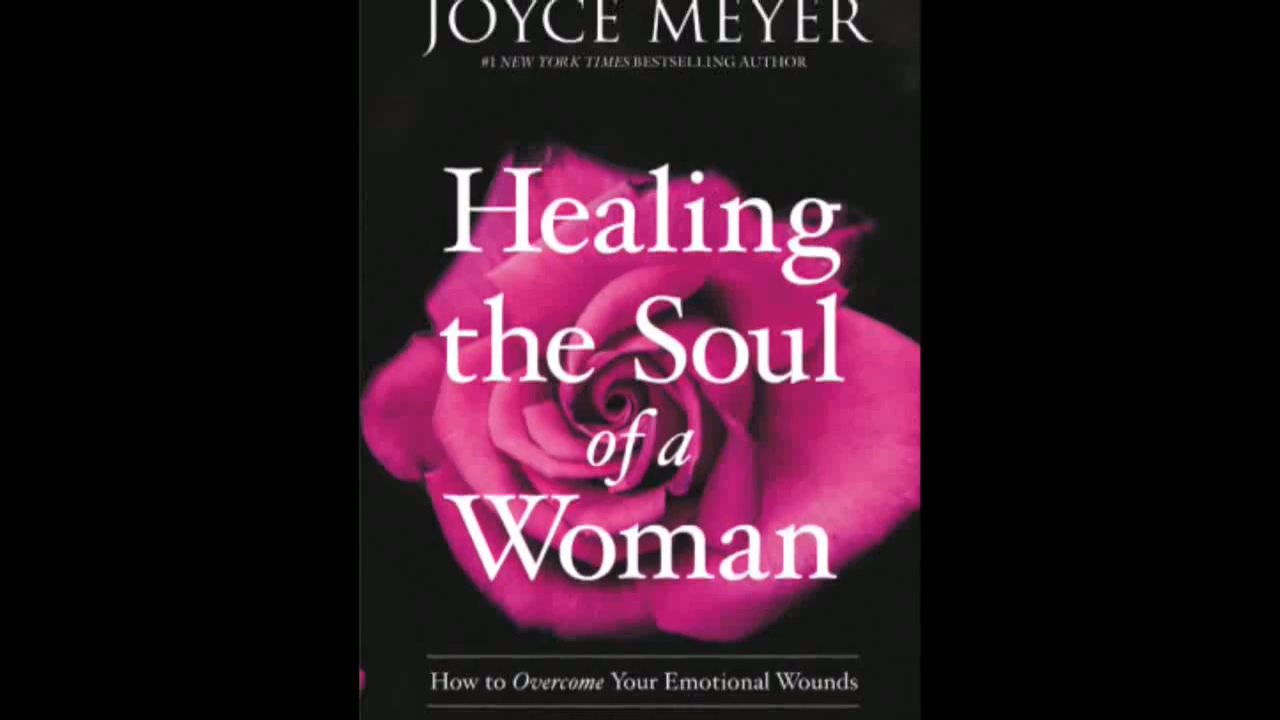 JOYCE MEYER
#1 NEW YORK TIMES BESTSELLING AUTHOR
Healing
the Soul
of a
Woman
How to Overcome Your Emotional Wounds